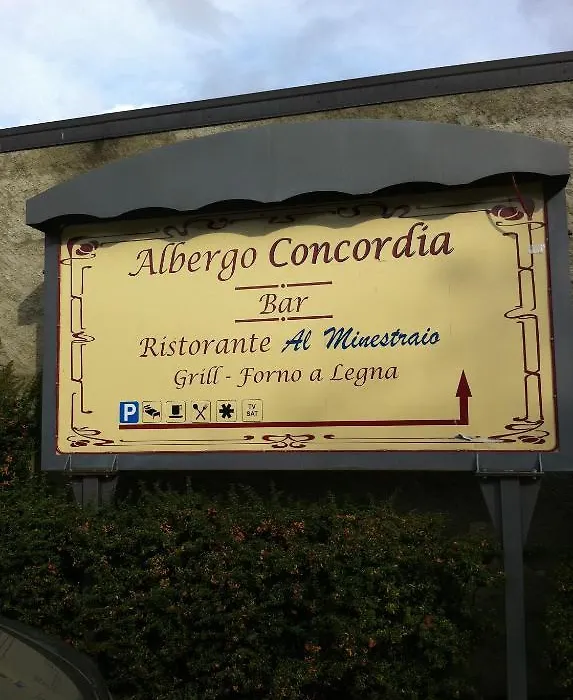 Albergo Concordia
Bar
Ristorante Al Minestraio
Grill - Forno a Legna
P TV SAT